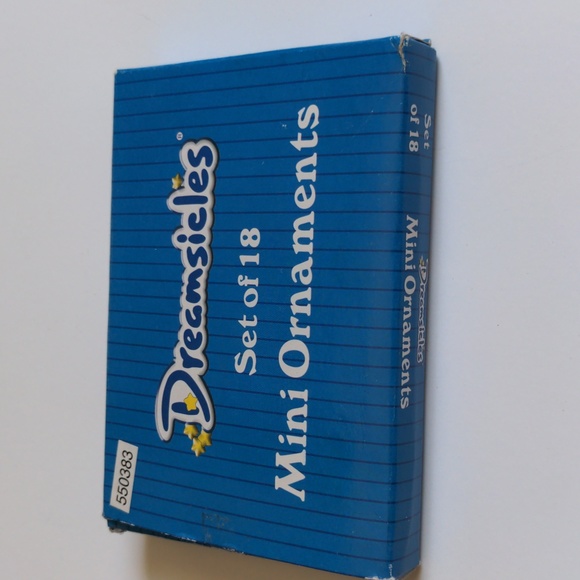 Dreamsicles®
Set of 18
Mini Ornaments
550383
Set
of 18
Dreamsicles
Mini Ornaments